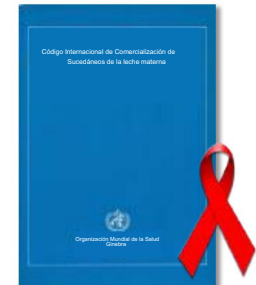 Código Internacional de Comercialización de
Sucedáneos de la leche materna
Organización Mundial de la Salud
Ginebra